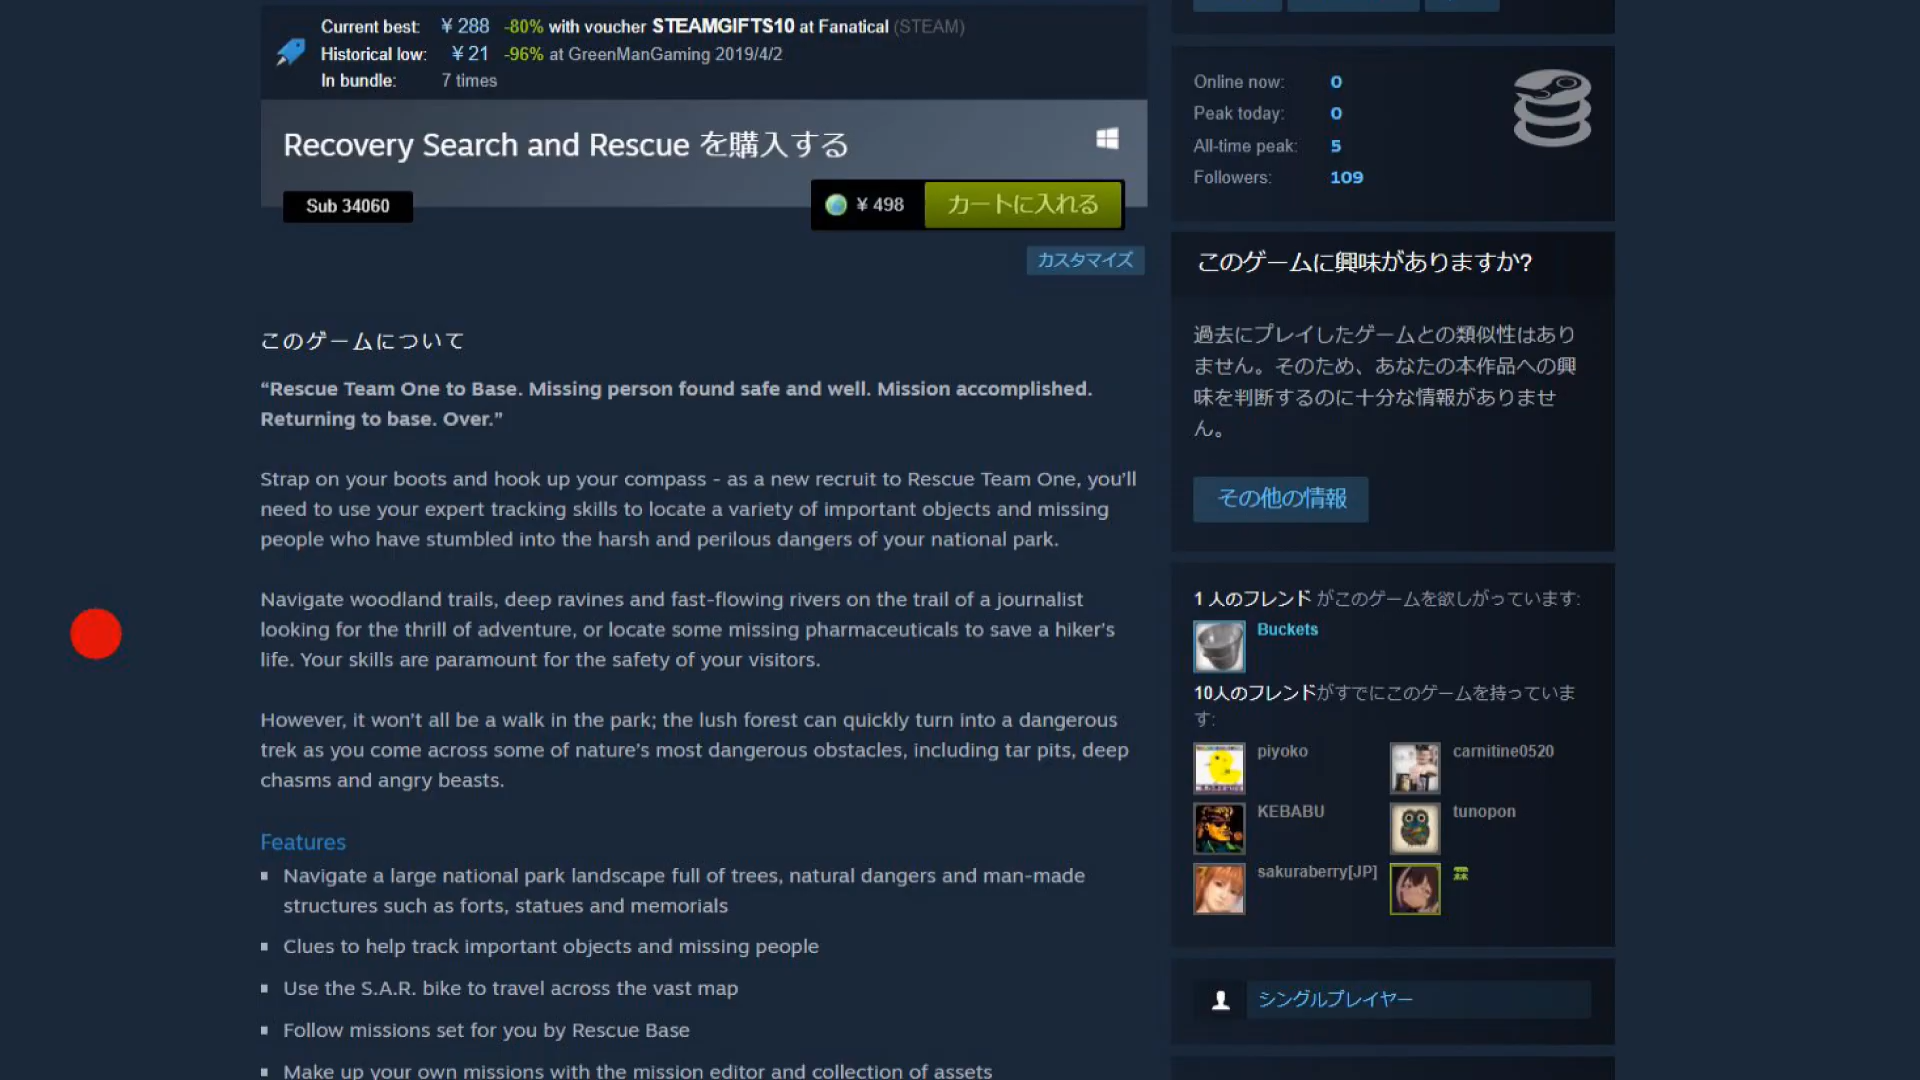 Current best: ¥ 288 -80% with voucher STEAMGIFTS10 at Fanatical (STEAM)
Historical low: ¥ 21 -96% at GreenManGaming 2019/4/2
In bundle: 7 times
Recovery Search and Rescue を購入する
Sub 34060
¥ 498
カートに入れる
カスタマイズ
このゲームについて
“Rescue Team One to Base. Missing person found safe and well. Mission accomplished.
Returning to base. Over.”
Strap on your boots and hook up your compass - as a new recruit to Rescue Team One, you’ll
need to use your expert tracking skills to locate a variety of important objects and missing
people who have stumbled into the harsh and perilous dangers of your national park.
Navigate woodland trails, deep ravines and fast-flowing rivers on the trail of a journalist
looking for the thrill of adventure, or locate some missing pharmaceuticals to save a hiker’s
life. Your skills are paramount for the safety of your visitors.
However, it won’t all be a walk in the park; the lush forest can quickly turn into a dangerous
trek as you come across some of nature’s most dangerous obstacles, including tar pits, deep
chasms and angry beasts.
Features
Navigate a large national park landscape full of trees, natural dangers and man-made
structures such as forts, statues and memorials
Clues to help track important objects and missing people
Use the S.A.R. bike to travel across the vast map
Follow missions set for you by Rescue Base
Make up your own missions with the mission editor and collection of assets
Online now: 0
Peak today: 0
All-time peak: 5
Followers: 109
このゲームに興味がありますか?
過去にプレイしたゲームとの類似性はあり
ません。そのため、あなたの本作品への興
味を判断するのに十分な情報がありませ
ん。
その他の情報
1 人のフレンド がこのゲームを欲しがっています:
Buckets
10人のフレンドがすでにこのゲームを持っていま
す:
piyoko
carnitine0520
KEBABU
tunopon
sakuraberry[JP]
シングルプレイヤー